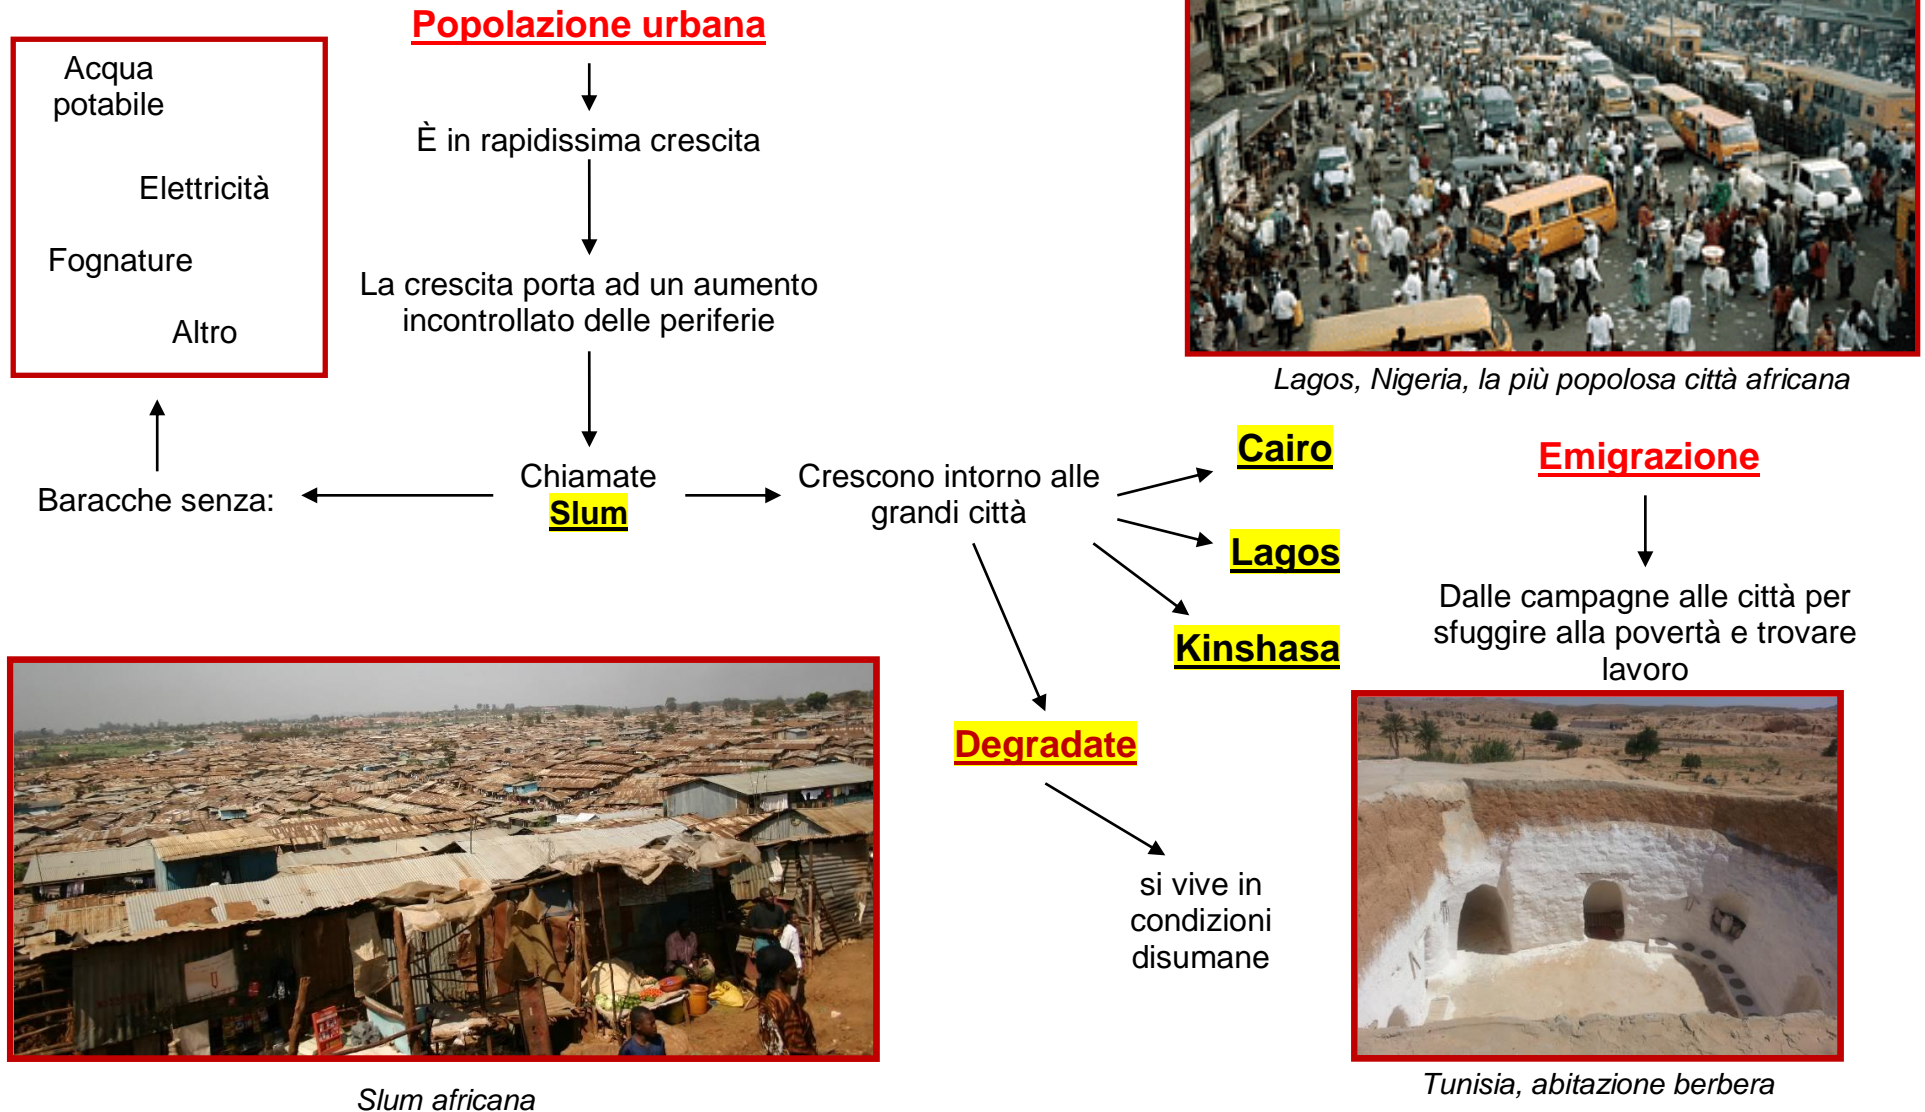 Popolazione urbana
Acqua
potabile
Elettricità
Fognature
Altro
È in rapidissima crescita
La crescita porta ad un aumento
incontrollato delle periferie
Lagos, Nigeria, la più popolosa città africana
Baracche senza:
Chiamate
Slum
Crescono intorno alle
grandi città
Cairo
Lagos
Kinshasa
Emigrazione
Dalle campagne alle città per
sfuggire alla povertà e trovare
lavoro
Degradate
si vive in
condizioni
disumane
Slum africana
Tunisia, abitazione berbera